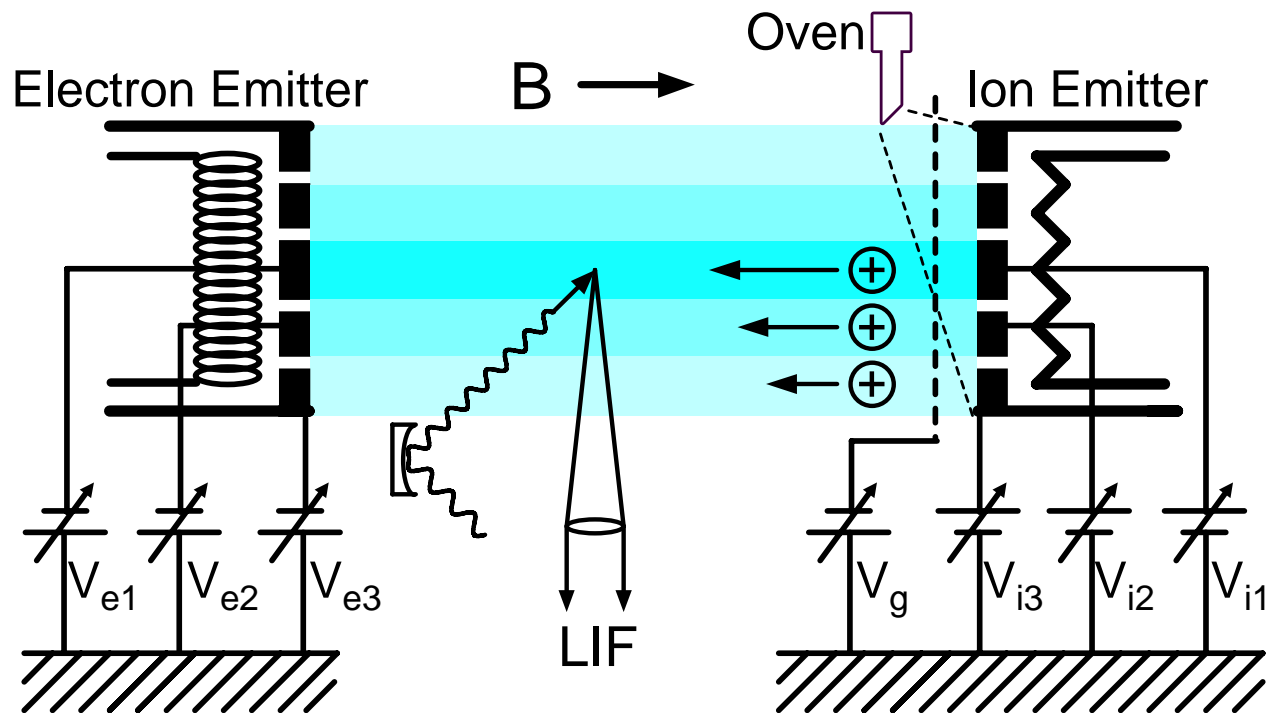 Oven
Electron Emitter
B
Ion Emitter
+
+
+
V_e1
V_e2
V_e3
V_g
V_i3
V_i2
V_i1
LIF